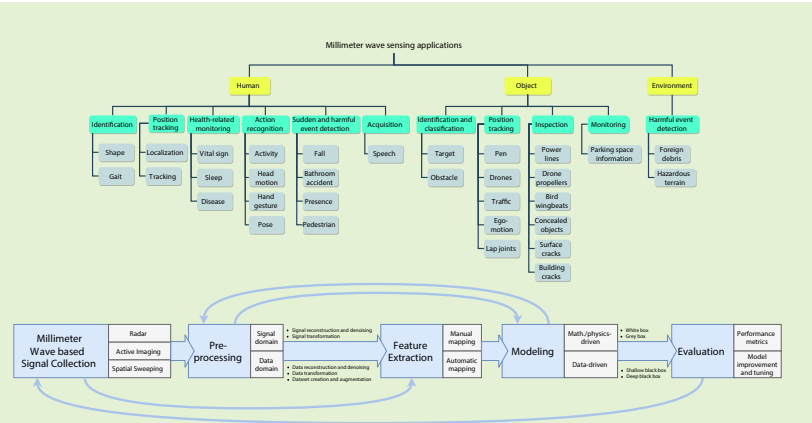 Millimeter wave sensing applications
Human
Object
Environment
Identification
Position
tracking
Health-related
monitoring
Action
recognition
Sudden and harmful
event detection
Acquisition
Identification and
classification
Position
tracking
Inspection
Monitoring
Harmful event
detection
Shape
Gait
Localization
Tracking
Vital sign
Sleep
Disease
Activity
Head
motion
Hand
gesture
Pose
Fall
Bathroom
accident
Presence
Pedestrian
Speech
Target
Obstacle
Pen
Drones
Traffic
Ego-
motion
Lap joints
Power
lines
Drone
propellers
Bird
wingbeats
Concealed
objects
Surface
cracks
Building
cracks
Parking space
information
Foreign
debris
Hazardous
terrain
Millimeter
Wave based
Signal Collection
Radar
Active Imaging
Spatial Sweeping
Pre-
processing
Signal
domain
Data
domain
• Signal reconstruction and denoising
• Signal transformation
• Data reconstruction and denoising
• Data transformation
• Dataset creation and augmentation
Feature
Extraction
Manual
mapping
Automatic
mapping
Modeling
Math./physics-
driven
Data-driven
• White box
• Grey box
• Shallow black box
• Deep black box
Evaluation
Performance
metrics
Model
improvement
and tuning